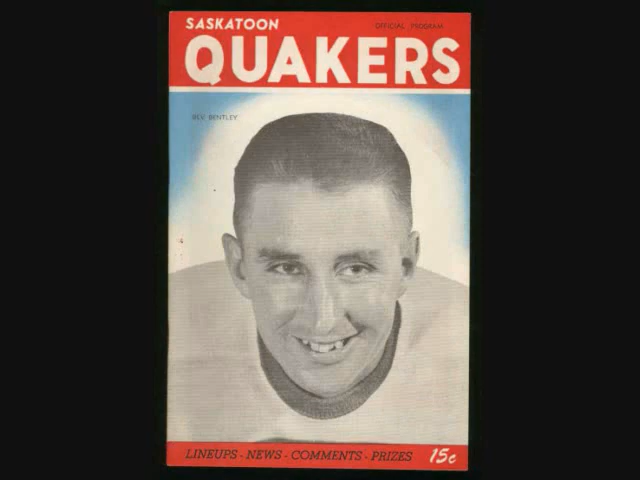 SASKATOON
OFFICIAL PROGRAM
QUAKERS
BEV. BENTLEY
LINEUPS - NEWS - COMMENTS - PRIZES 15c